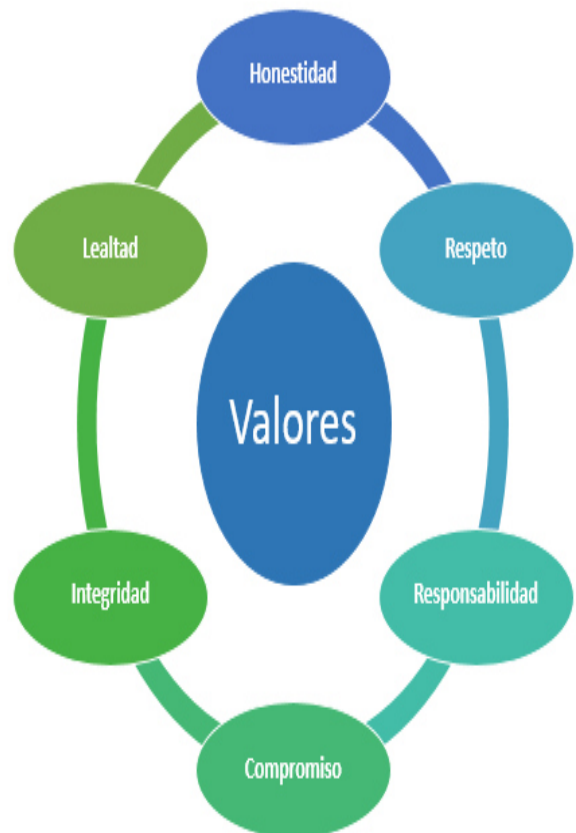 Honestidad
Lealtad
Respeto
Valores
Integridad
Responsabilidad
Compromiso